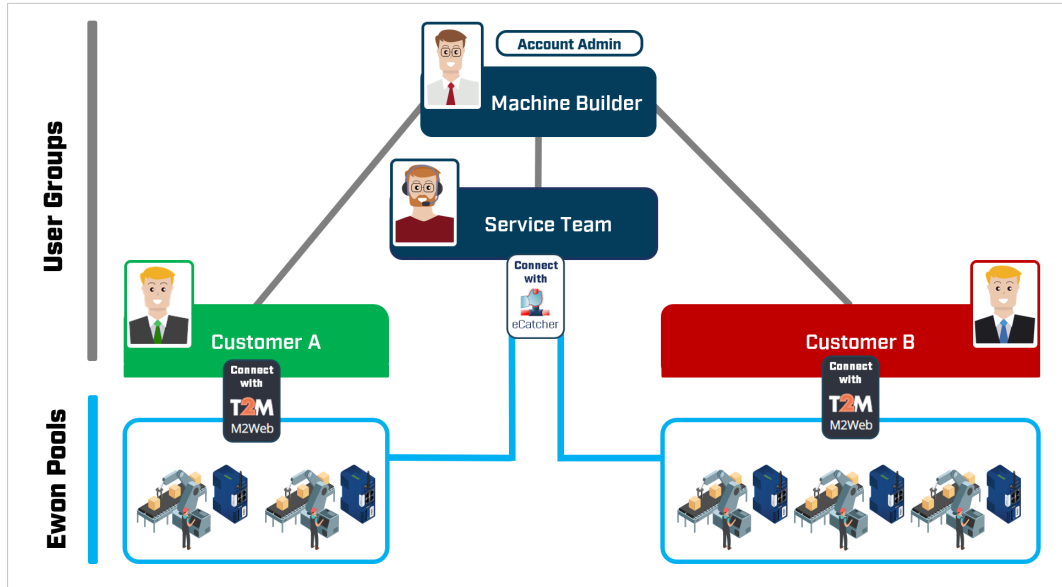 Account Admin
Machine Builder
User Groups
Service Team
Connect
with
eCatcher
Customer A
Customer B
Connect
with
T2M
M2Web
Connect
with
T2M
M2Web
Ewon Pools